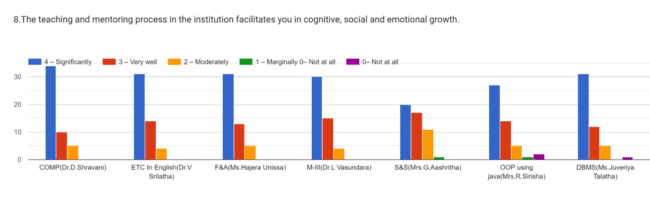 8.The teaching and mentoring process in the institution facilitates you in cognitive, social and emotional growth.
4 – Significantly 3 – Very well 2 – Moderately 1 – Marginally 0– Not at all 0– Not at all
30
20
10
0
COMP(Dr.D.Shravani) ETC In English(Dr.V F&A(Ms.Hajera Unissa) M-III(Dr.L Vasundara) S&S(Mrs.G.Aashritha) OOP using DBMS(Ms.Juveriya
Srilatha) java(Mrs.R.Sirisha) Talatha)